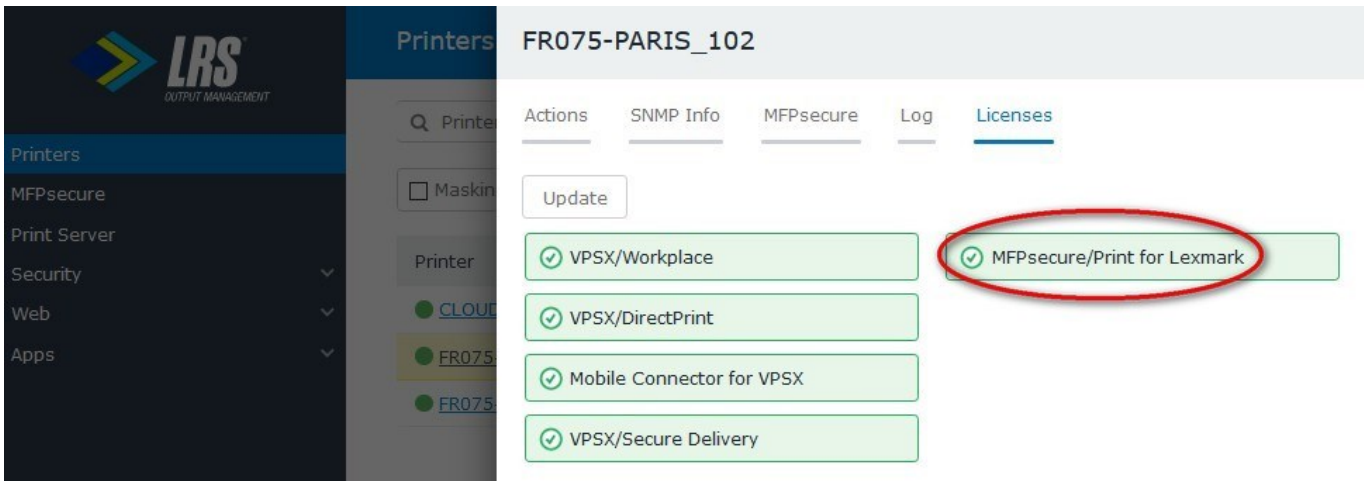 LRS
OUTPUT MANAGEMENT
Printers
MFPsecure
Print Server
Security
Web
Apps
Printers
Printe
Maskin
Printer
CLOUD
FR075-
FR075-
FR075-PARIS_102
Actions SNMP Info MFPsecure Log Licenses
Update
VPSX/Workplace MFPsecure/Print for Lexmark
VPSX/DirectPrint
Mobile Connector for VPSX
VPSX/Secure Delivery